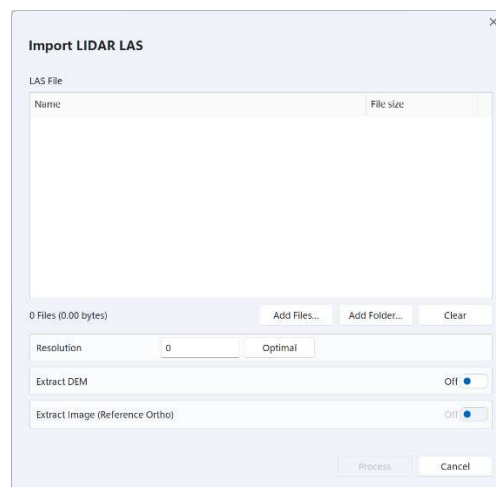 Import LIDAR LAS
LAS File
Name File size
0 Files (0.00 bytes) Add Files... Add Folder... Clear
Resolution 0 Optimal
Extract DEM Off
Extract Image (Reference Ortho) Off
Process Cancel